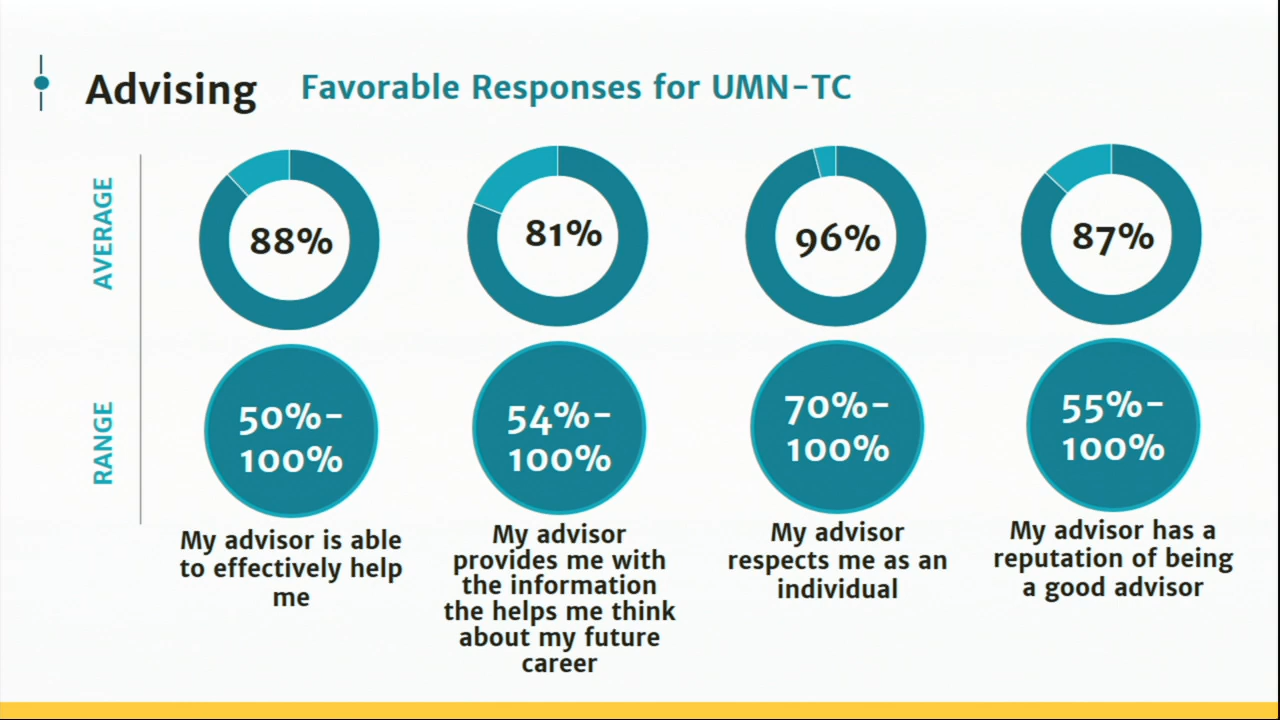 Advising
Favorable Responses for UMN-TC
AVERAGE
88%
81%
96%
87%
RANGE
50%-
100%
54%-
100%
70%-
100%
55%-
100%
My advisor is able
to effectively help
me
My advisor
provides me with
the information
the helps me think
about my future
career
My advisor
respects me as an
individual
My advisor has a
reputation of being
a good advisor